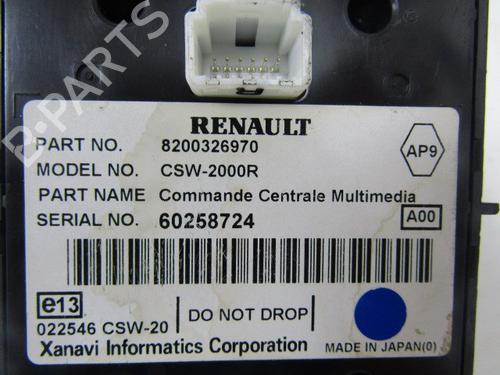 B-PARTS
RENAULT
PART NO. 8200326970
AP9
MODEL NO. CSW-2000R
PART NAME Commande Centrale Multimedia
SERIAL NO. 60258724 A00
e13
022546 CSW-20 DO NOT DROP
Xanavi Informatics Corporation MADE IN JAPAN(0)